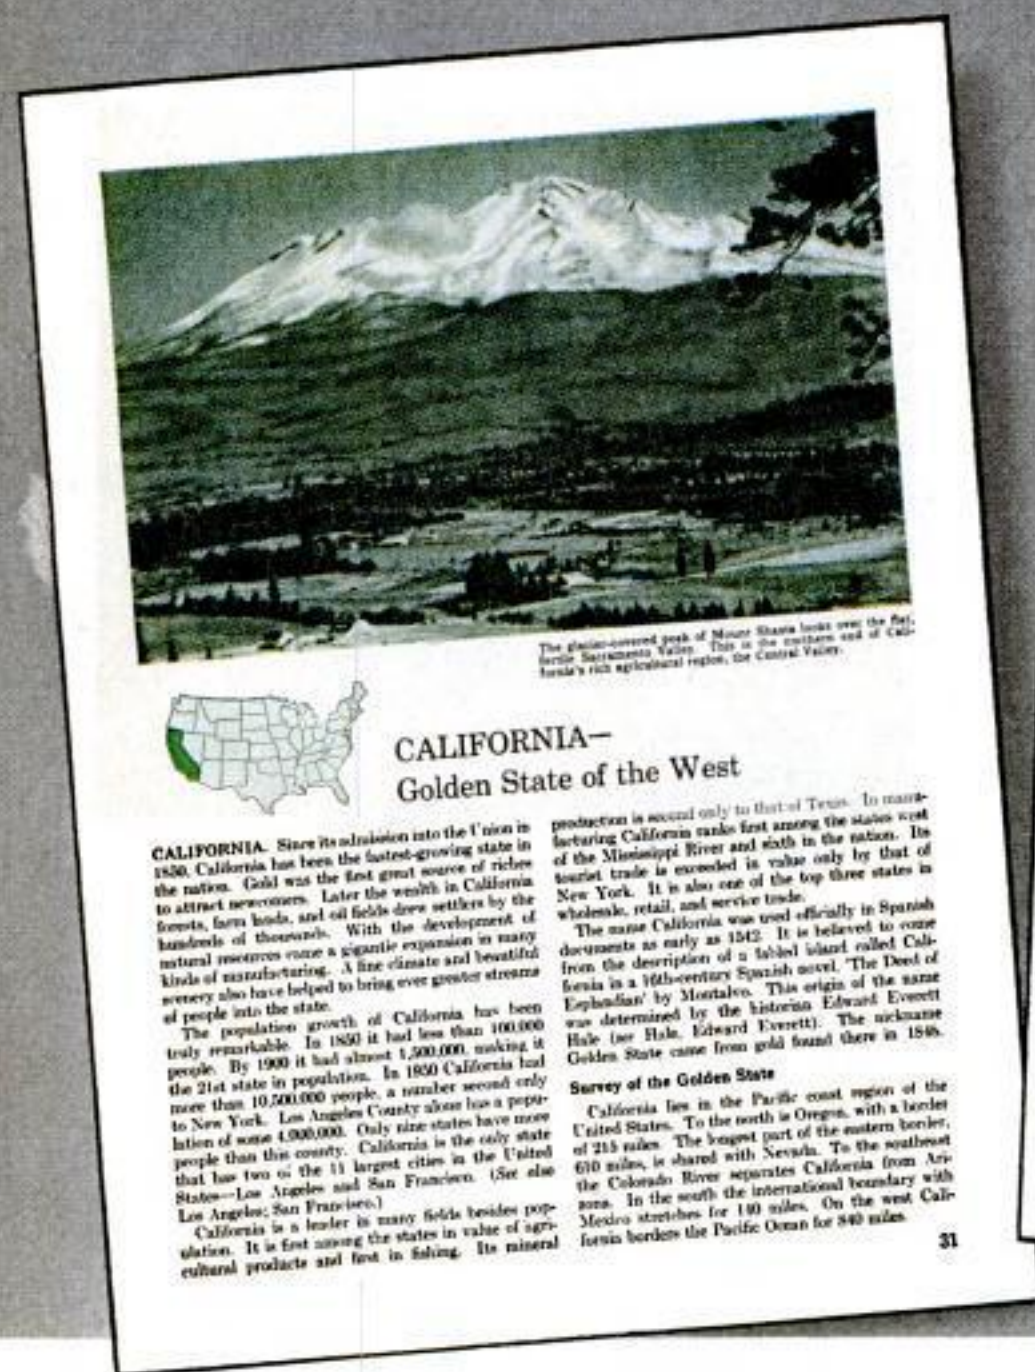 The glacier-covered peak of Mount Shasta looks over the flat,
fertile Sacramento Valley. This is the northern end of Cali-
fornia's rich agricultural region, the Central Valley.
CALIFORNIA—
Golden State of the West
CALIFORNIA. Since its admission into the Union in
1850, California has been the fastest-growing state in
the nation. Gold was the first great source of riches
to attract newcomers. Later the wealth in California
forests, farm lands, and oil fields drew settlers by the
hundreds of thousands. With the development of
natural resources came a gigantic expansion in many
kinds of manufacturing. A fine climate and beautiful
scenery also have helped to bring ever greater streams
of people into the state.
The population growth of California has been
truly remarkable. In 1850 it had less than 100,000
people. By 1900 it had almost 1,500,000, making it
the 21st state in population. In 1950 California had
more than 10,500,000 people, a number second only
to New York. Los Angeles County alone has a popu-
lation of some 4,000,000. Only nine states have more
people than this county. California is the only state
that has two of the 11 largest cities in the United
States—Los Angeles and San Francisco. (See also
Los Angeles; San Francisco.)
California is a leader in many fields besides pop-
ulation. It is first among the states in value of agri-
cultural products and first in fishing. Its mineral
production is second only to that of Texas. In manu-
facturing California ranks first among the states west
of the Mississippi River and sixth in the nation. Its
tourist trade is exceeded in value only by that of
New York. It is also one of the top three states in
wholesale, retail, and service trade.
The name California was used officially in Spanish
documents as early as 1542. It is believed to come
from the description of a fabled island called Cali-
fornia in a 16th-century Spanish novel, 'The Deed of
Esplandian' by Montalvo. This origin of the name
was determined by the historian Edward Everett
Hale (see Hale, Edward Everett). The nickname
Golden State came from gold found there in 1848.
Survey of the Golden State
California lies in the Pacific coast region of the
United States. To the north is Oregon, with a border
of 215 miles. The longest part of the eastern border,
610 miles, is shared with Nevada. To the southeast
the Colorado River separates California from Ari-
zona. In the south the international boundary with
Mexico stretches for 140 miles. On the west Cali-
fornia borders the Pacific Ocean for 840 miles.
31